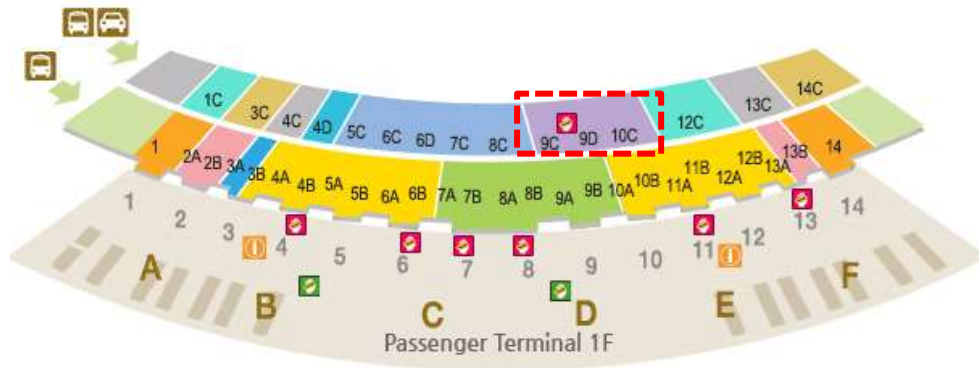 1C 3C 4C 4D 5C 6C 6D 7C 8C 9C 9D 10C 12C 13C 14C
1 2A 2B 3A 3B 4A 4B 5A 5B 6A 6B 7A 7B 8A 8B 9A 9B 10A 10B 11A 11B 12A 12B 13A 13B 14
1 2 3 4 5 6 7 8 9 10 11 12 13 14
A B C D E F
Passenger Terminal 1F